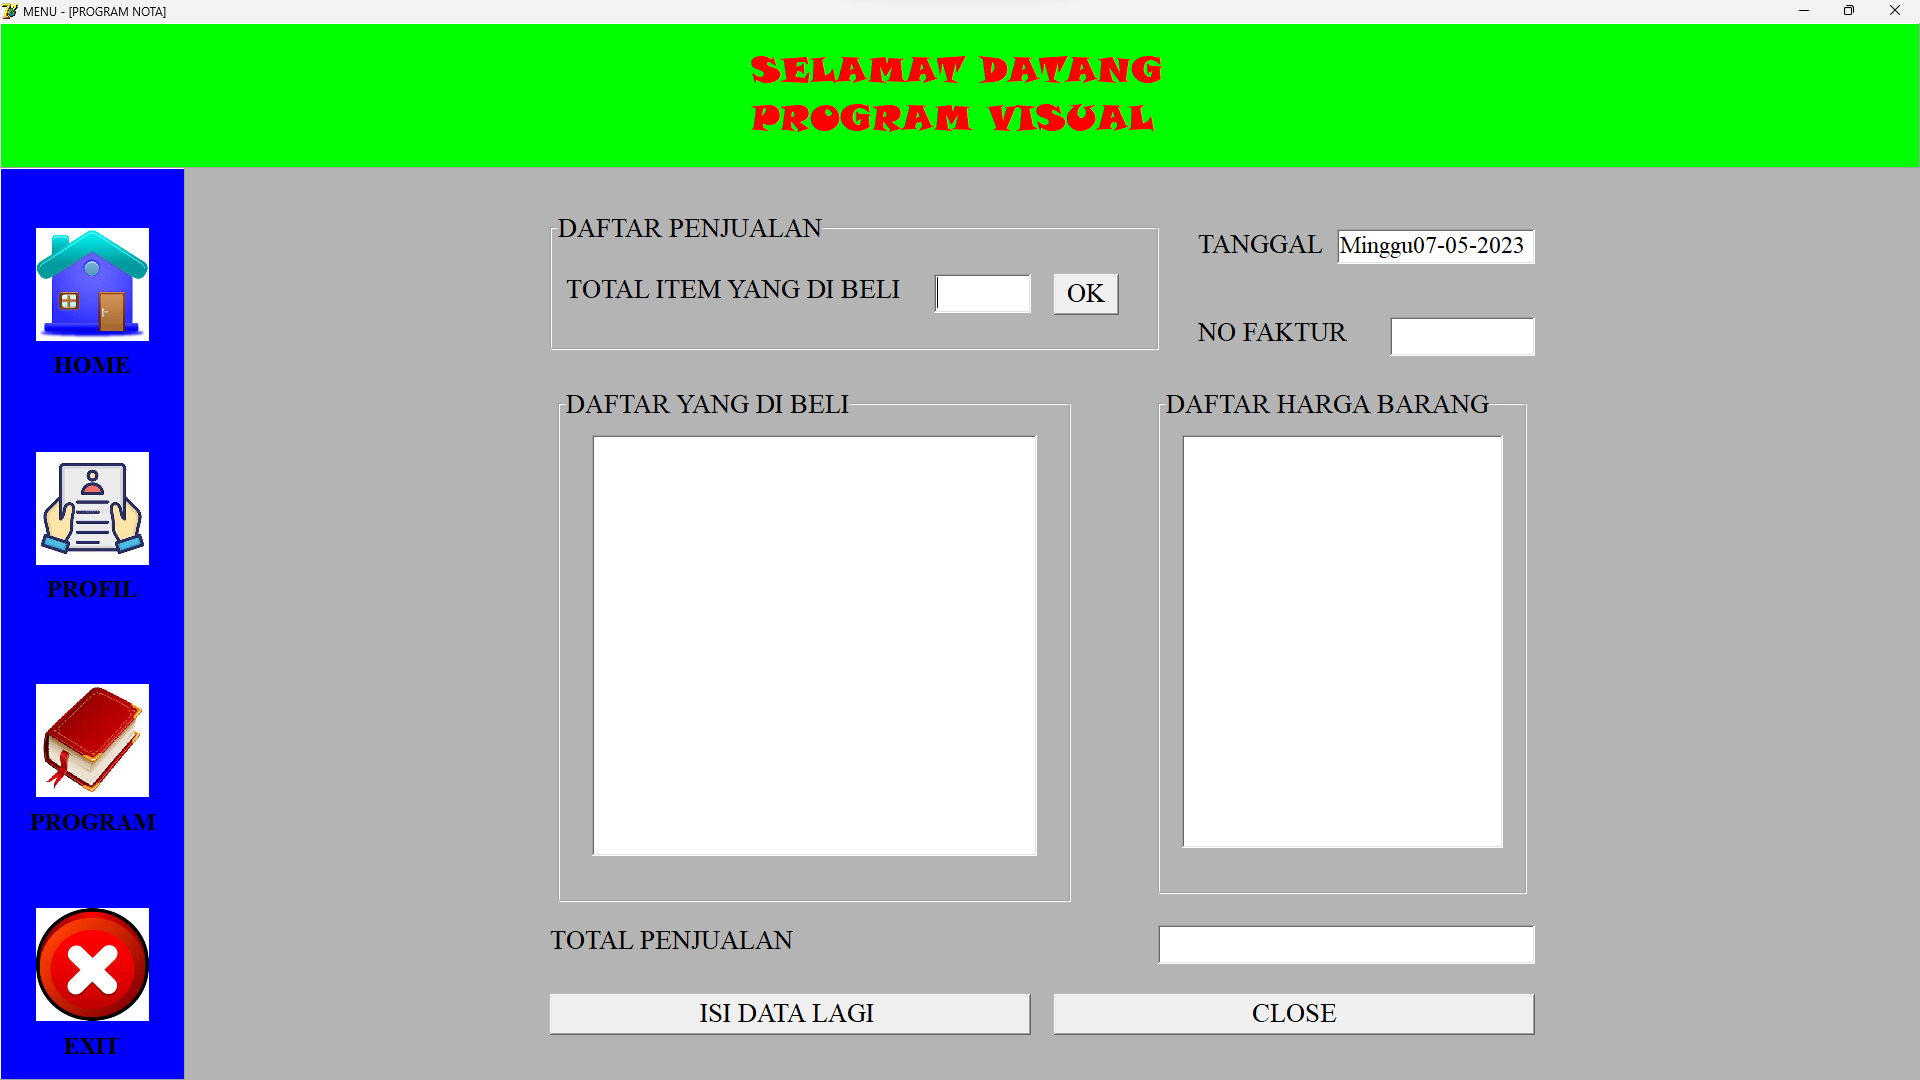 MENU - [PROGRAM NOTA]
SELAMAT DATANG
PROGRAM VISUAL
HOME
PROFIL
PROGRAM
EXIT
DAFTAR PENJUALAN
TOTAL ITEM YANG DI BELI
OK
TANGGAL Minggu07-05-2023
NO FAKTUR
DAFTAR YANG DI BELI
DAFTAR HARGA BARANG
TOTAL PENJUALAN
ISI DATA LAGI
CLOSE